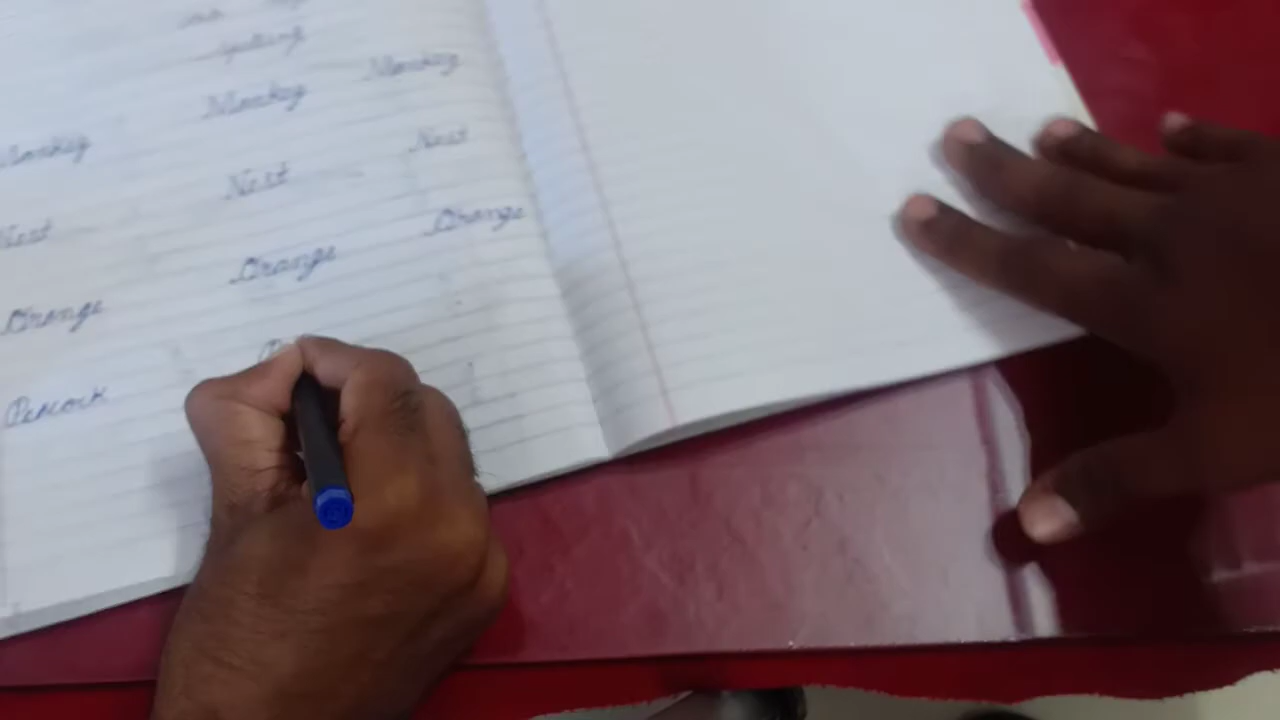 spelling
Monkey Monkey Monkey
Nest Nest Nest
Orange Orange Orange
Peacock